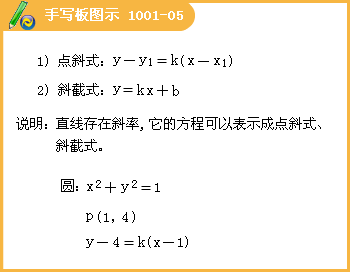 手写板图示 1001-05
1) 点斜式：y－y₁＝k(x－x₁)
2) 斜截式：y＝kx＋b
说明：直线存在斜率，它的方程可以表示成点斜式、
斜截式。
圆：x²＋y²＝1
p(1，4)
y－4＝k(x－1)